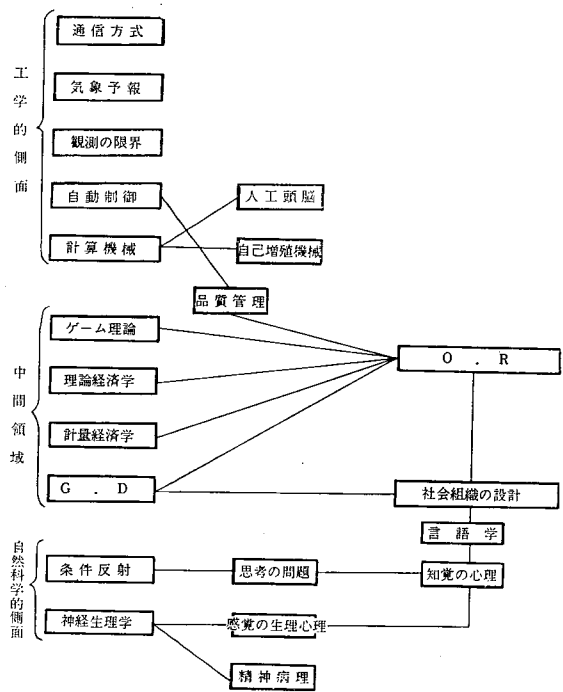 工学的側面
通信方式
気象予報
観測の限界
自動制御
人工頭脳
計算機械
自己増殖機械
品質管理
中間領域
ゲーム理論
O.R
理論経済学
計量経済学
G.D
社会組織の設計
言語学
自然科学的側面
条件反射
思考の問題
知覚の心理
神経生理学
感覚の生理心理
精神病理